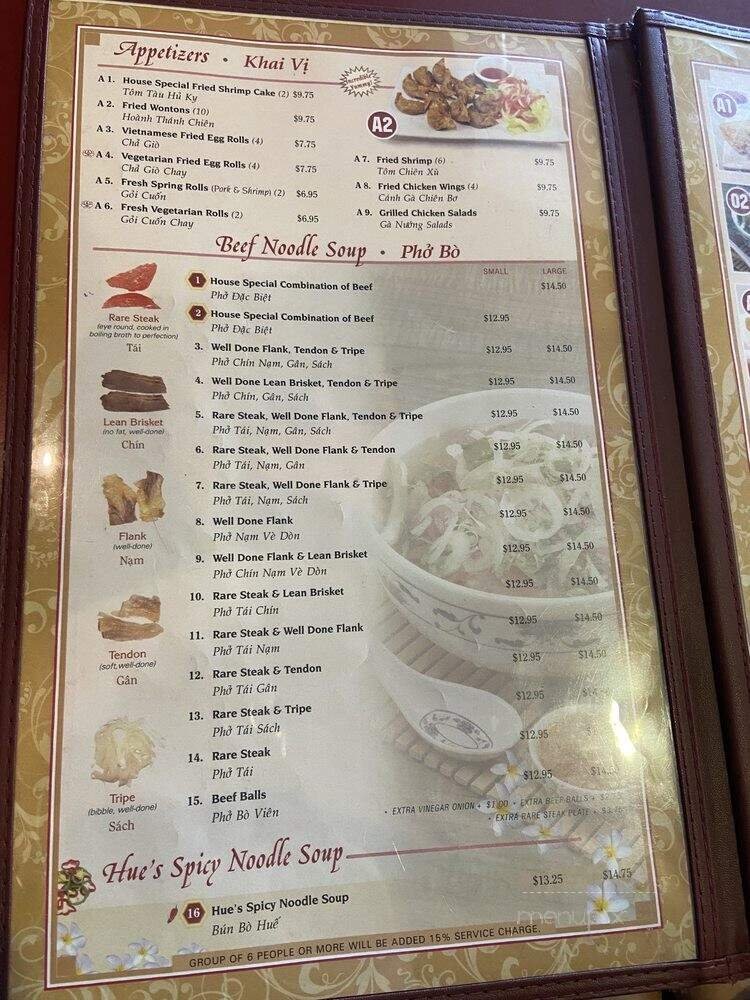 Appetizers • Khai Vị
Incredible Yummy!
A 1. House Special Fried Shrimp Cake (2) $9.75
Tôm Tàu Hủ Ky
A 2. Fried Wontons (10) $9.75
Hoành Thánh Chiên
A 3. Vietnamese Fried Egg Rolls (4) $7.75
Chả Giò
A 4. Vegetarian Fried Egg Rolls (4) $7.75
Chả Giò Chay
A 5. Fresh Spring Rolls (Pork & Shrimp) (2) $6.95
Gỏi Cuốn
A 6. Fresh Vegetarian Rolls (2) $6.95
Gỏi Cuốn Chay
A2
A 7. Fried Shrimp (6) $9.75
Tôm Chiên Xù
A 8. Fried Chicken Wings (4) $9.75
Cánh Gà Chiên Bơ
A 9. Grilled Chicken Salads $9.75
Gà Nướng Salads
Beef Noodle Soup • Phở Bò
SMALL LARGE
1 House Special Combination of Beef $14.50
Phở Đặc Biệt
2 House Special Combination of Beef $12.95
Phở Đặc Biệt
3. Well Done Flank, Tendon & Tripe $12.95 $14.50
Phở Chín Nạm, Gân, Sách
4. Well Done Lean Brisket, Tendon & Tripe $12.95 $14.50
Phở Chín, Gân, Sách
5. Rare Steak, Well Done Flank, Tendon & Tripe $12.95 $14.50
Phở Tái, Nạm, Gân, Sách
6. Rare Steak, Well Done Flank & Tendon $12.95 $14.50
Phở Tái, Nạm, Gân
7. Rare Steak, Well Done Flank & Tripe $12.95 $14.50
Phở Tái, Nạm, Sách
8. Well Done Flank $12.95 $14.50
Phở Nạm Vè Dòn
9. Well Done Flank & Lean Brisket $12.95 $14.50
Phở Chín Nạm Vè Dòn
10. Rare Steak & Lean Brisket $12.95 $14.50
Phở Tái Chín
11. Rare Steak & Well Done Flank $12.95 $14.50
Phở Tái Nạm
12. Rare Steak & Tendon $12.95 $14.50
Phở Tái Gân
13. Rare Steak & Tripe $12.95
Phở Tái Sách
14. Rare Steak $12.95
Phở Tái
15. Beef Balls $12.95
Phở Bò Viên
Rare Steak
(eye round, cooked in
boiling broth to perfection)
Tái
Lean Brisket
(no fat, well-done)
Chín
Flank
(well-done)
Nạm
Tendon
(soft, well-done)
Gân
Tripe
(bibble, well-done)
Sách
• EXTRA VINEGAR ONION + $1.00 • EXTRA BEEF BALLS +
• EXTRA RARE STEAK PLATE +
Hue's Spicy Noodle Soup
16 Hue's Spicy Noodle Soup $13.25 $14.75
Bún Bò Huế
GROUP OF 6 PEOPLE OR MORE WILL BE ADDED 15% SERVICE CHARGE.
A1
02